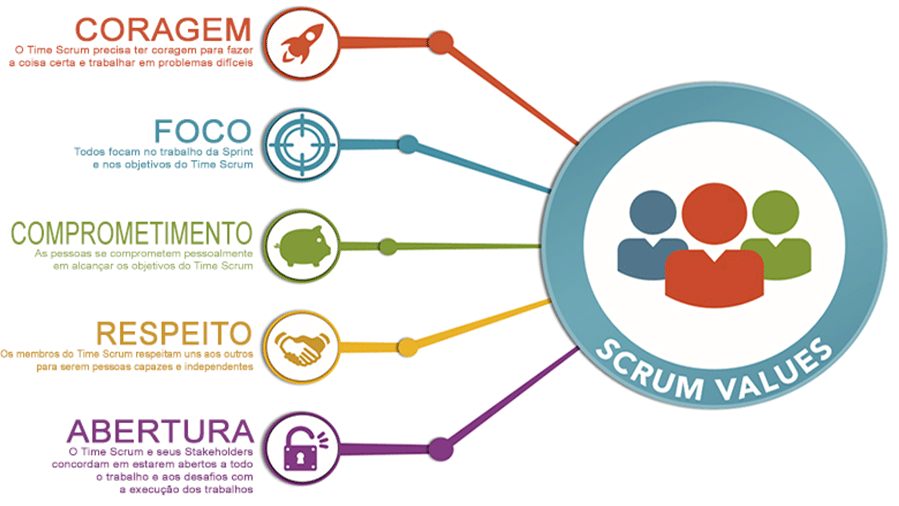 CORAGEM
O Time Scrum precisa ter coragem para fazer
a coisa certa e trabalhar em problemas difíceis
FOCO
Todos focam no trabalho da Sprint
e nos objetivos do Time Scrum
COMPROMETIMENTO
As pessoas se comprometem pessoalmente
em alcançar os objetivos do Time Scrum
RESPEITO
Os membros do Time Scrum respeitam uns aos outros
para serem pessoas capazes e independentes
ABERTURA
O Time Scrum e seus Stakeholders
concordam em estarem abertos a todo
o trabalho e aos desafios com
a execução dos trabalhos
SCRUM VALUES